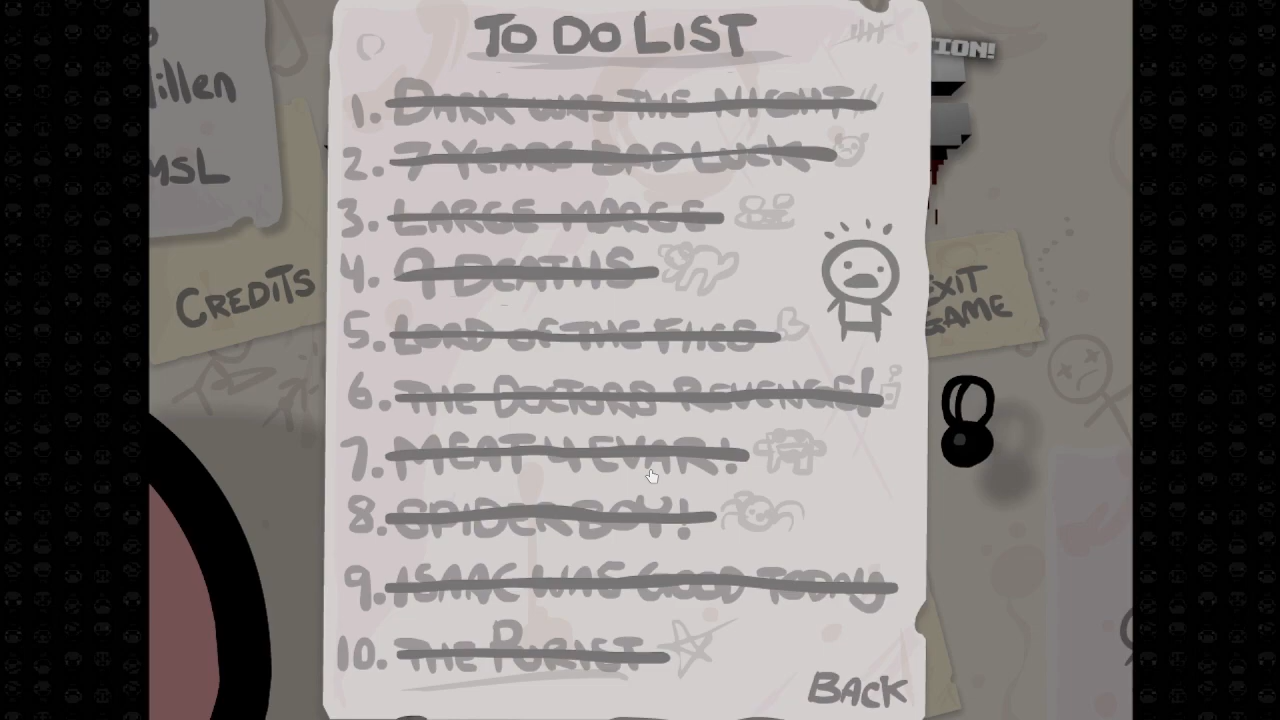 TO DO LIST
1. DARK WAS THE NIGHT
2. 7 YEARS BAD LUCK
3. LARGE MARGE
4. 9 DEATHS
5. LORD OF THE FLIES
6. THE DOCTORS REVENGE!
7. MEAT 4 EVAR!
8. SPIDER BOY!
9. ISAAC WAS GOOD TODAY
10. THE PURIST
BACK
CREDITS
EXIT
GAME